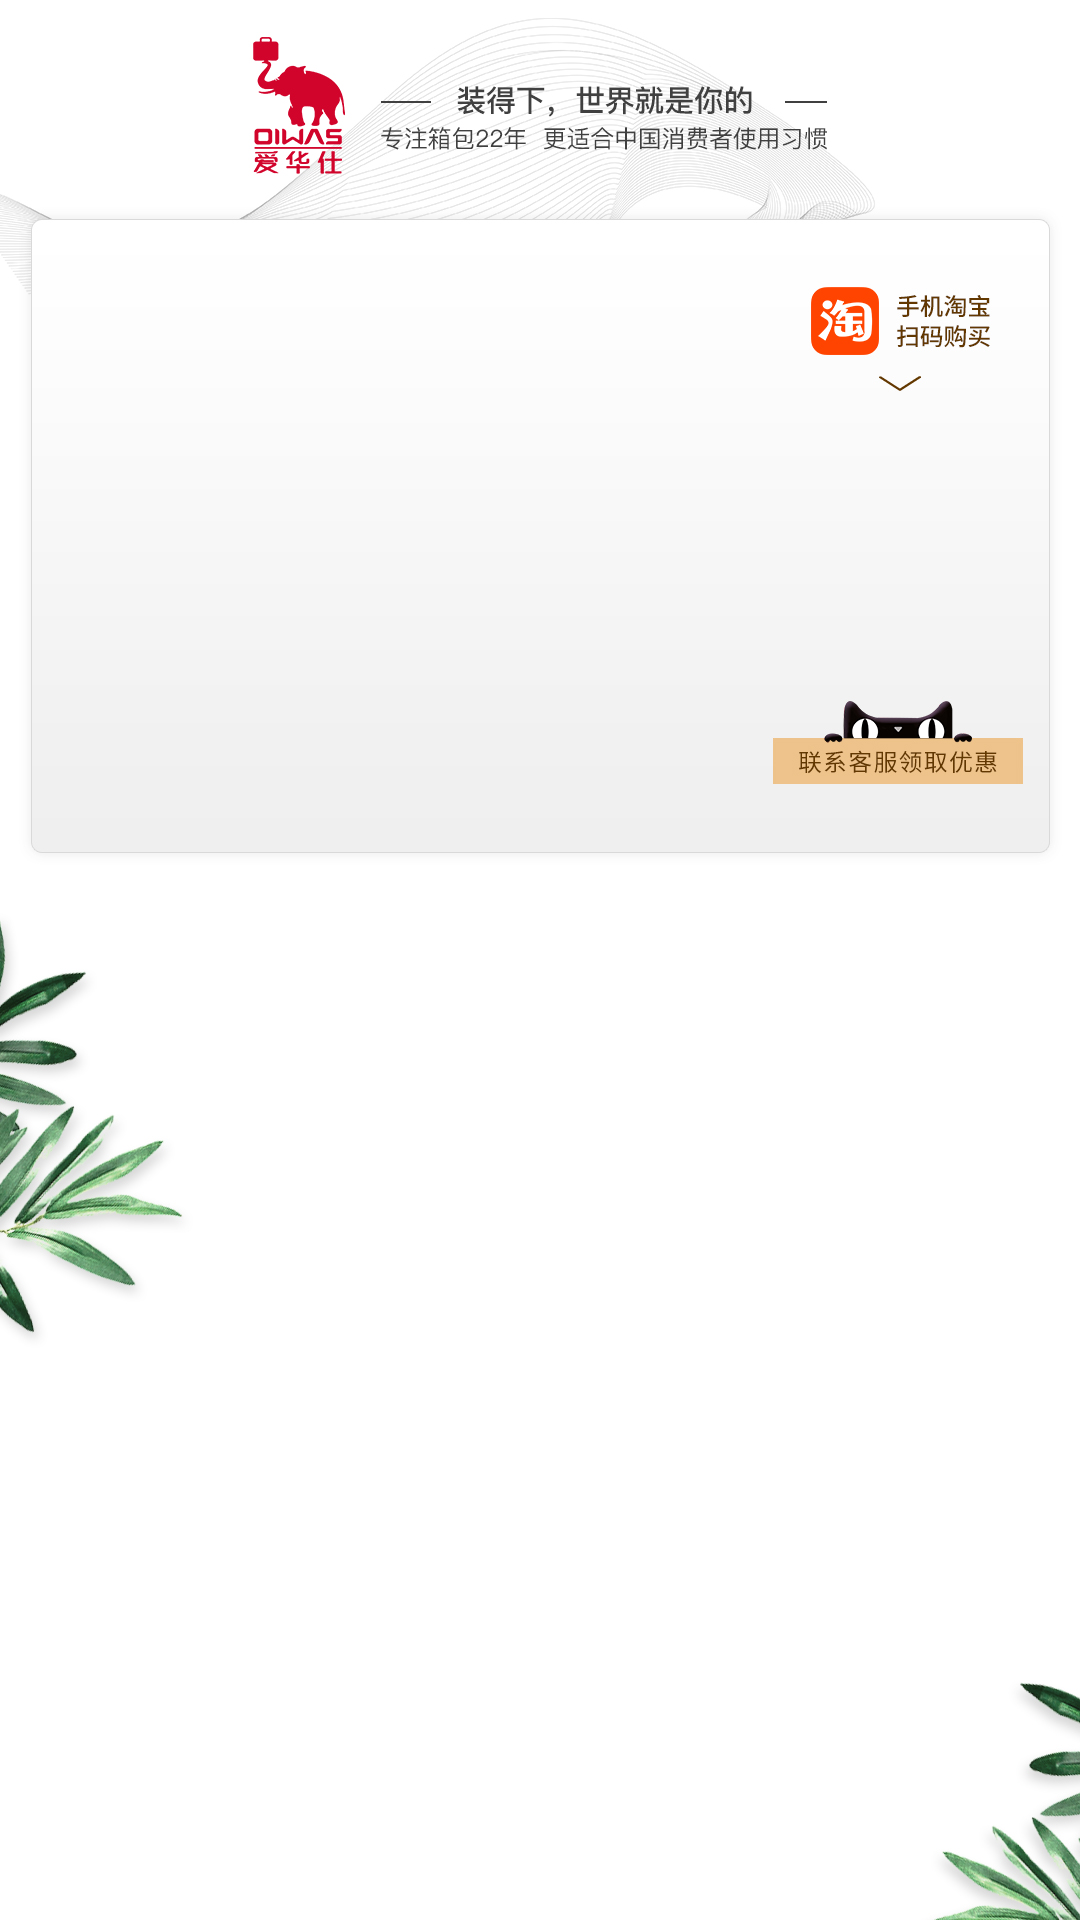 OIWAS
爱华仕
装得下，世界就是你的
专注箱包22年 更适合中国消费者使用习惯
淘
手机淘宝
扫码购买
联系客服领取优惠